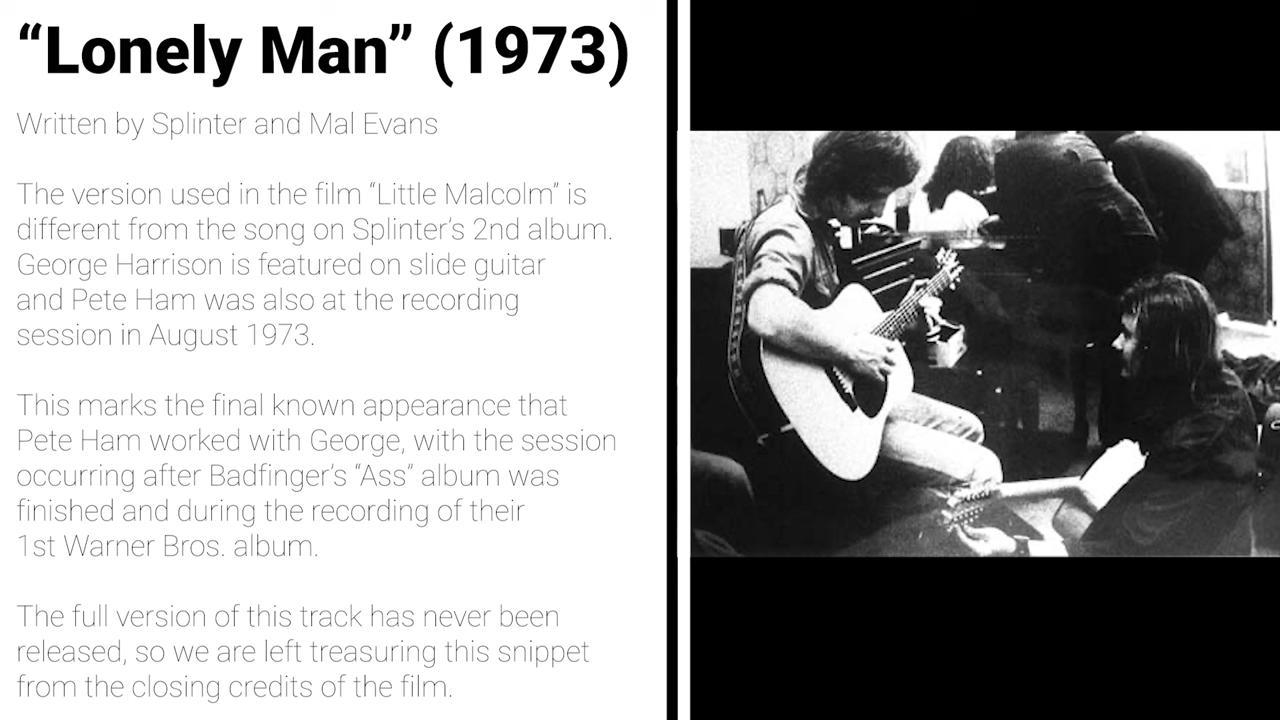 “Lonely Man” (1973)
Written by Splinter and Mal Evans
The version used in the film “Little Malcolm” is
different from the song on Splinter’s 2nd album.
George Harrison is featured on slide guitar
and Pete Ham was also at the recording
session in August 1973.
This marks the final known appearance that
Pete Ham worked with George, with the session
occurring after Badfinger’s “Ass” album was
finished and during the recording of their
1st Warner Bros. album.
The full version of this track has never been
released, so we are left treasuring this snippet
from the closing credits of the film.